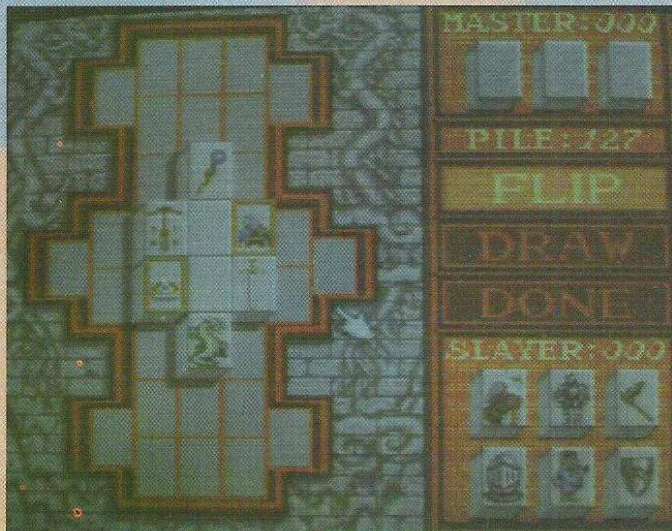 MASTER:000
PILE:127
FLIP
DRAW
DONE
SLAYER:000